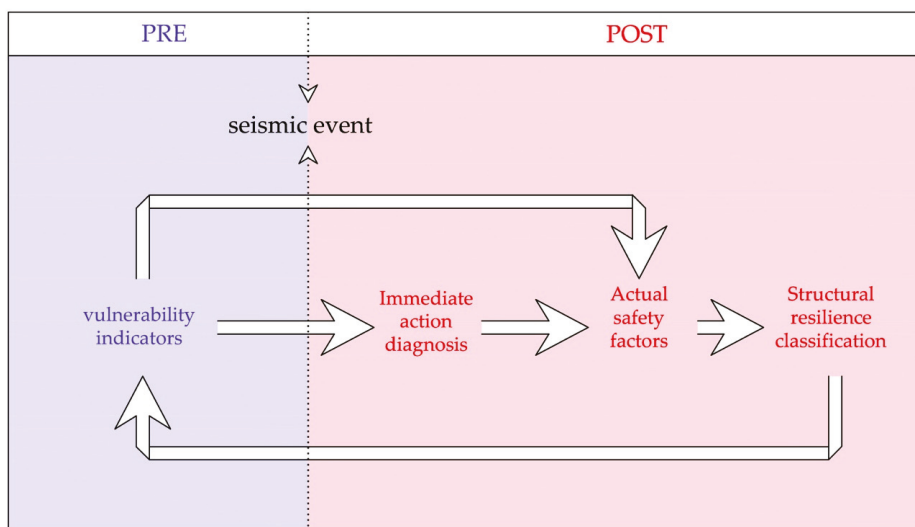 PRE
POST
seismic event
vulnerability
indicators
Immediate
action
diagnosis
Actual
safety
factors
Structural
resilience
classification